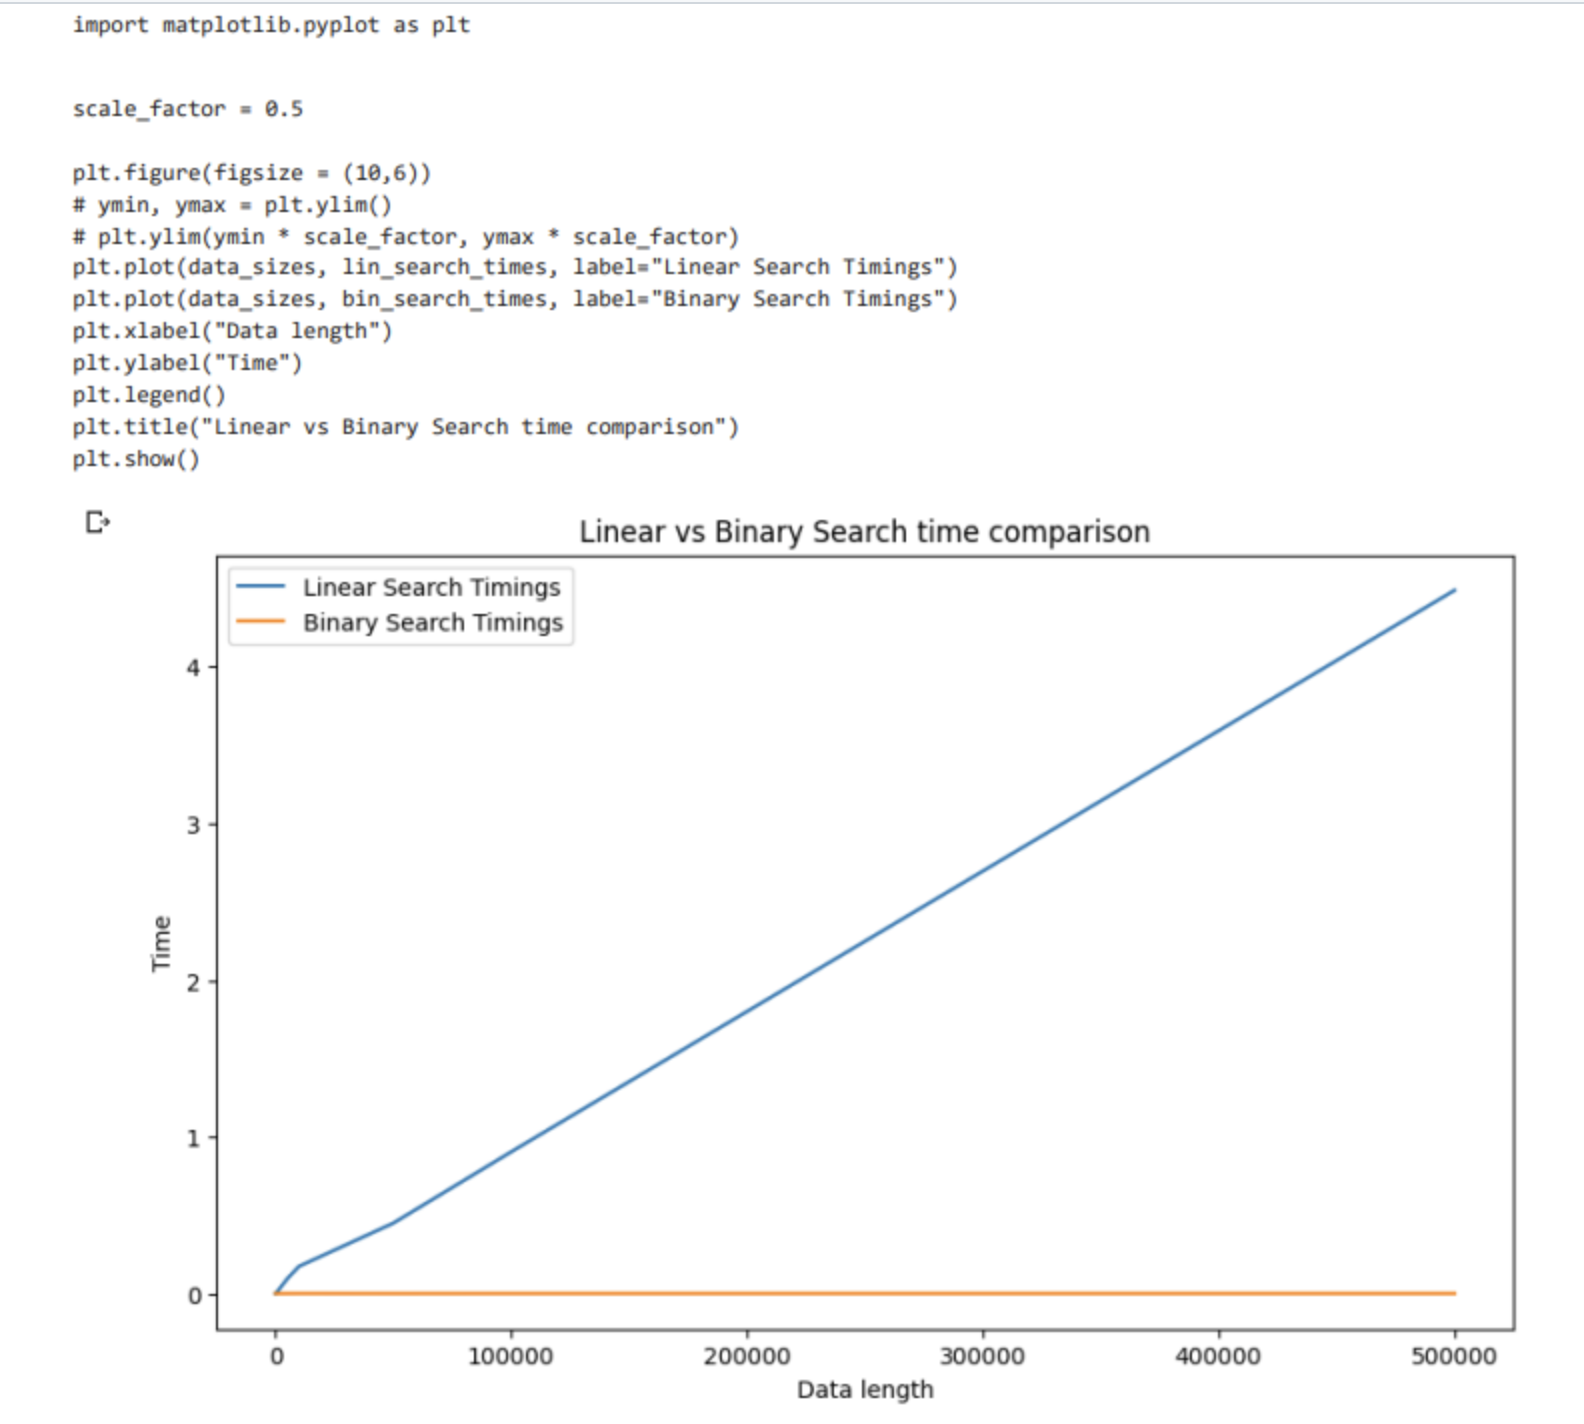 import matplotlib.pyplot as plt
scale_factor = 0.5
plt.figure(figsize = (10,6))
# ymin, ymax = plt.ylim()
# plt.ylim(ymin * scale_factor, ymax * scale_factor)
plt.plot(data_sizes, lin_search_times, label="Linear Search Timings")
plt.plot(data_sizes, bin_search_times, label="Binary Search Timings")
plt.xlabel("Data length")
plt.ylabel("Time")
plt.legend()
plt.title("Linear vs Binary Search time comparison")
plt.show()
Linear vs Binary Search time comparison
Linear Search Timings
Binary Search Timings
4
3
2
1
0
Time
0 100000 200000 300000 400000 500000
Data length